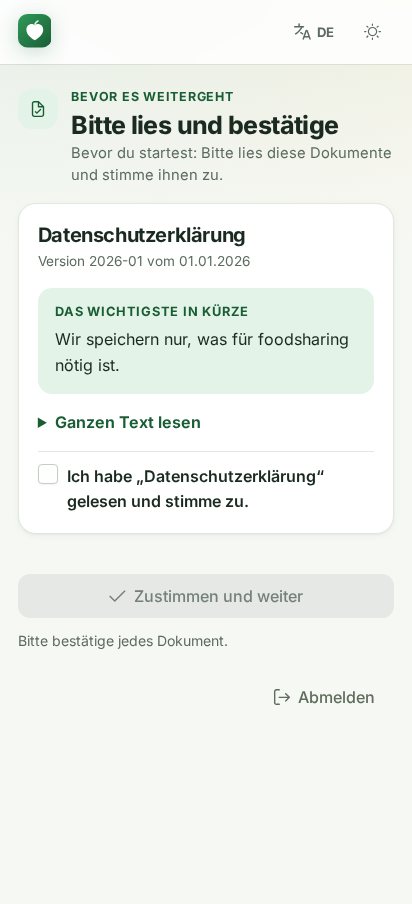 DE
BEVOR ES WEITERGEHT
Bitte lies und bestätige
Bevor du startest: Bitte lies diese Dokumente
und stimme ihnen zu.
Datenschutzerklärung
Version 2026-01 vom 01.01.2026
DAS WICHTIGSTE IN KÜRZE
Wir speichern nur, was für foodsharing
nötig ist.
Ganzen Text lesen
Ich habe „Datenschutzerklärung“
gelesen und stimme zu.
Zustimmen und weiter
Bitte bestätige jedes Dokument.
Abmelden